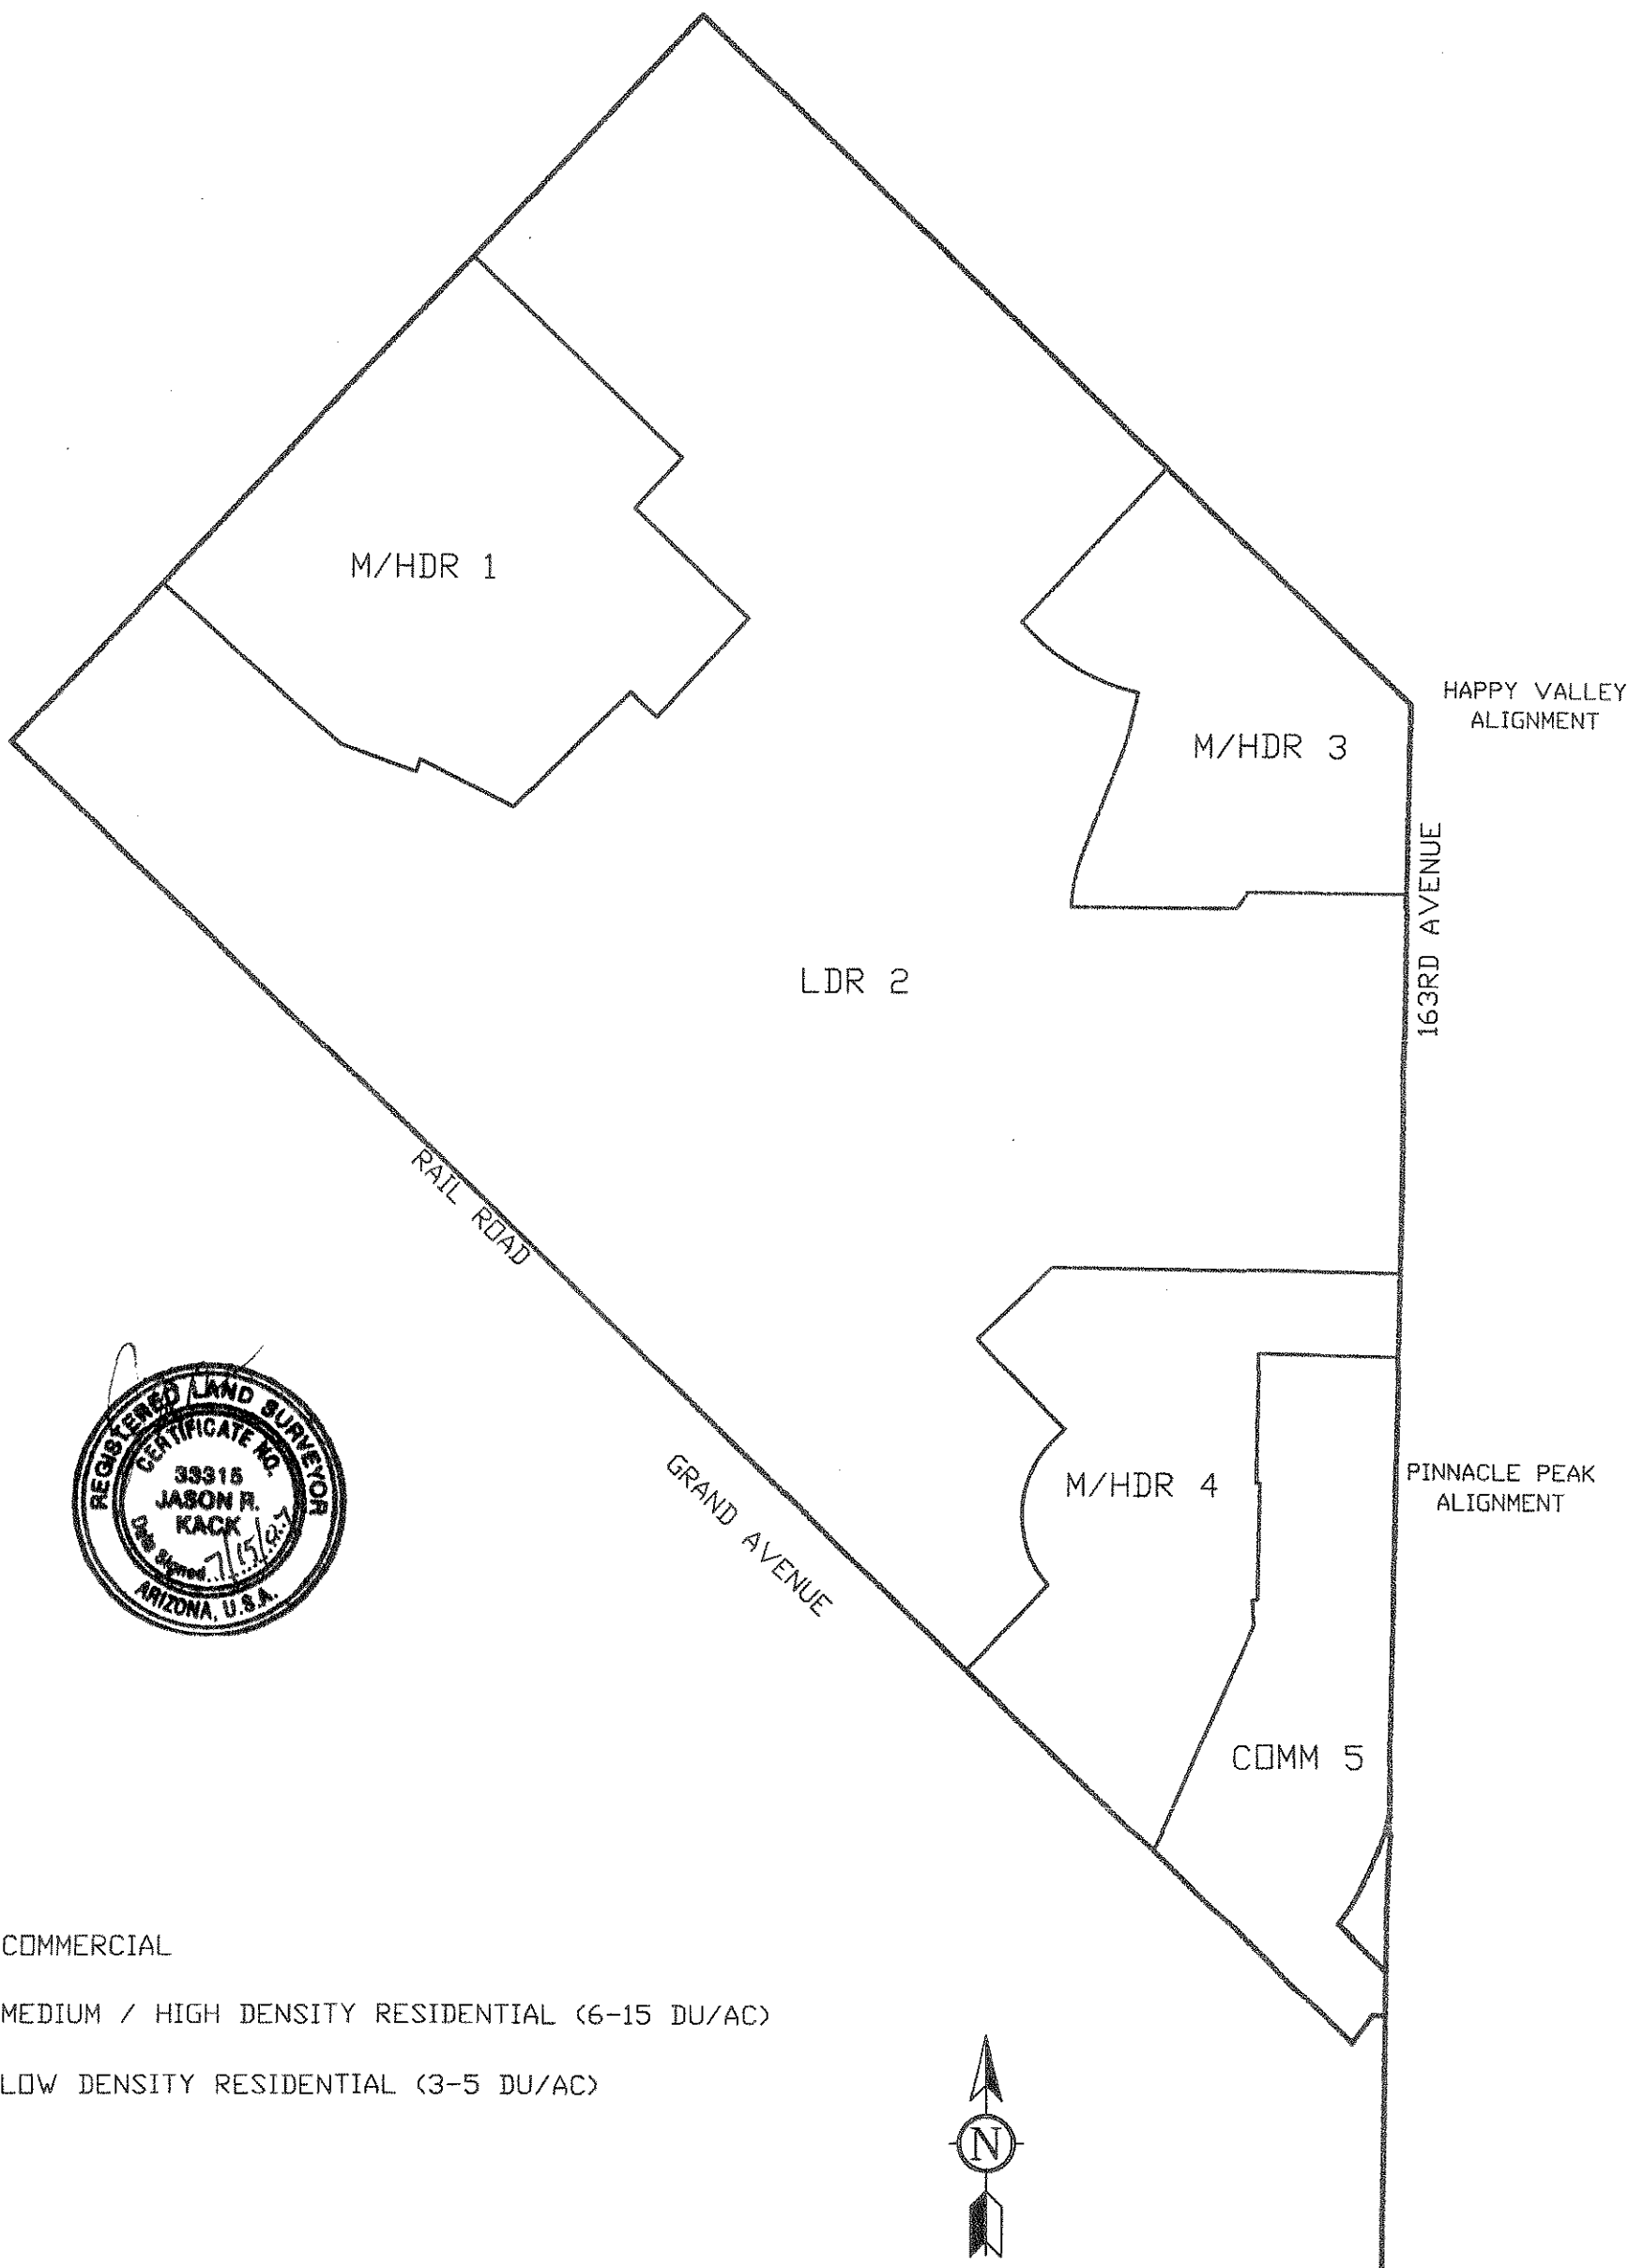 M/HDR 1
HAPPY VALLEY
ALIGNMENT
M/HDR 3
163RD AVENUE
LDR 2
RAIL ROAD
GRAND AVENUE
M/HDR 4
PINNACLE PEAK
ALIGNMENT
COMM 5
REGISTERED LAND SURVEYOR
CERTIFICATE NO.
33315
JASON R.
KACK
Date Signed
ARIZONA, U.S.A.
COMMERCIAL
MEDIUM / HIGH DENSITY RESIDENTIAL (6-15 DU/AC)
LOW DENSITY RESIDENTIAL (3-5 DU/AC)
N